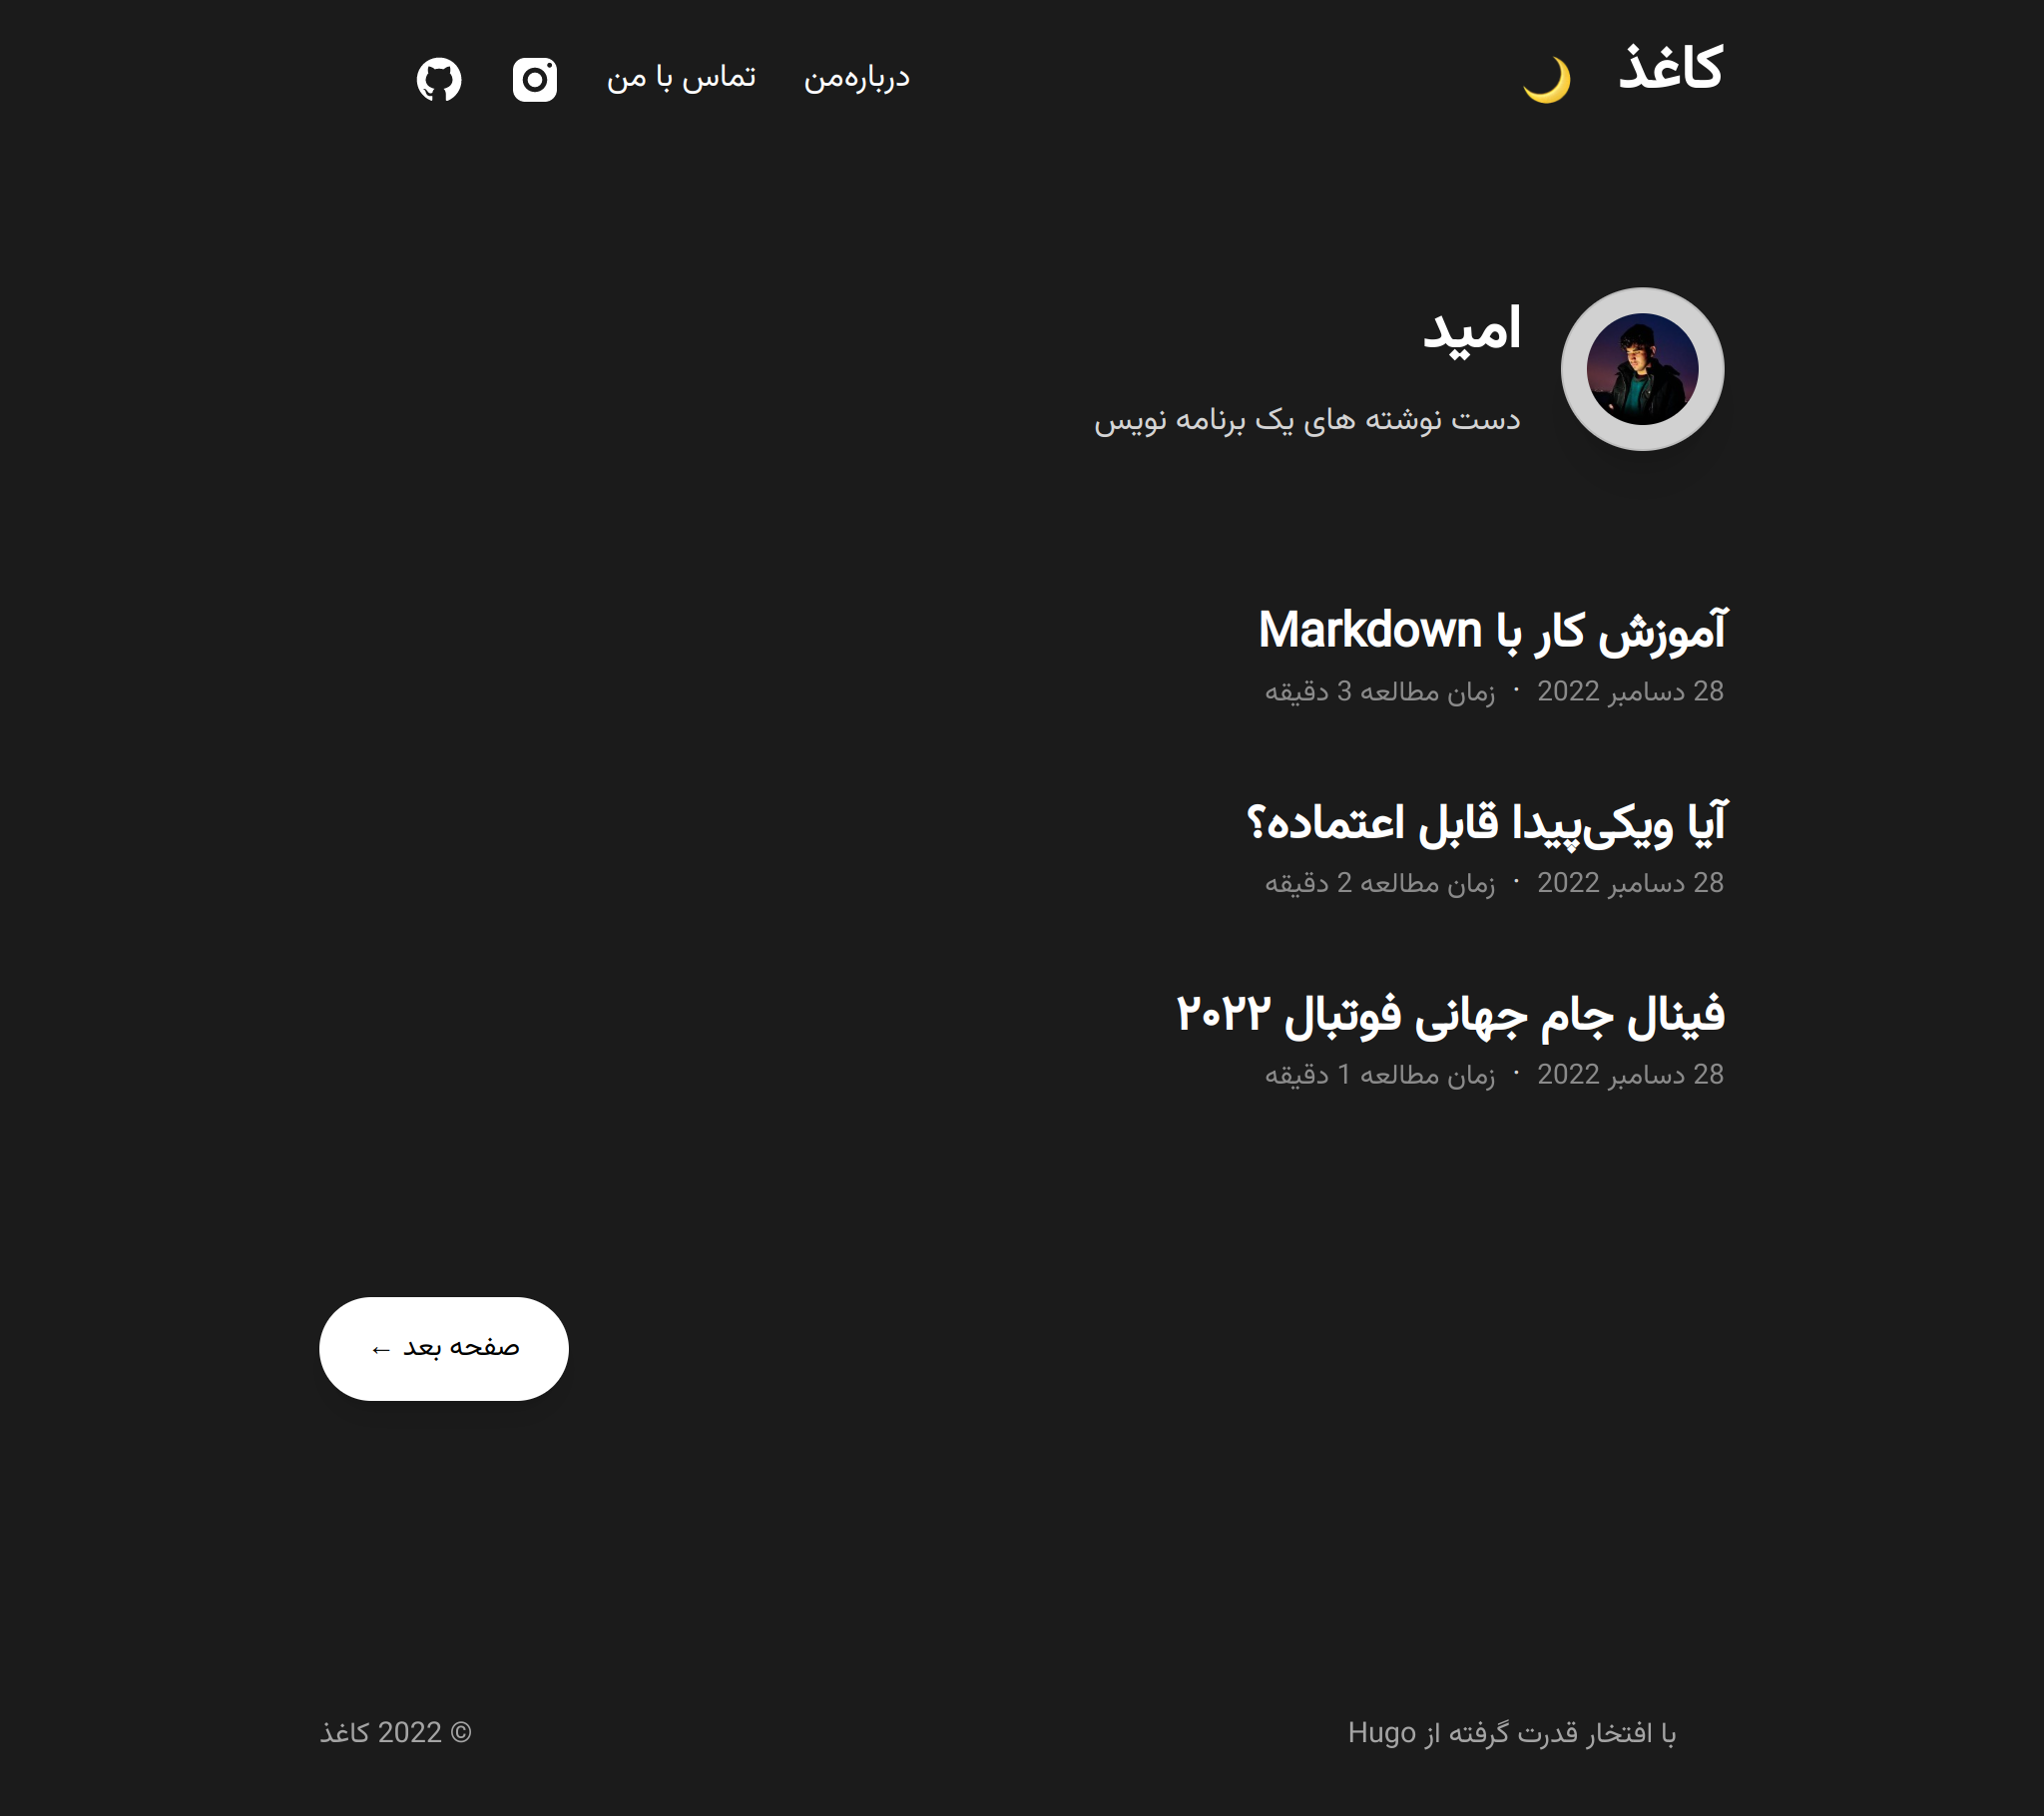 کاغذ
درباره‌من
تماس با من
امید
دست نوشته های یک برنامه نویس
آموزش کار با Markdown
28 دسامبر 2022 · زمان مطالعه 3 دقیقه
آیا ویکی‌پیدا قابل اعتماده؟
28 دسامبر 2022 · زمان مطالعه 2 دقیقه
فینال جام جهانی فوتبال ۲۰۲۲
28 دسامبر 2022 · زمان مطالعه 1 دقیقه
صفحه بعد ←
با افتخار قدرت گرفته از Hugo
© 2022 کاغذ